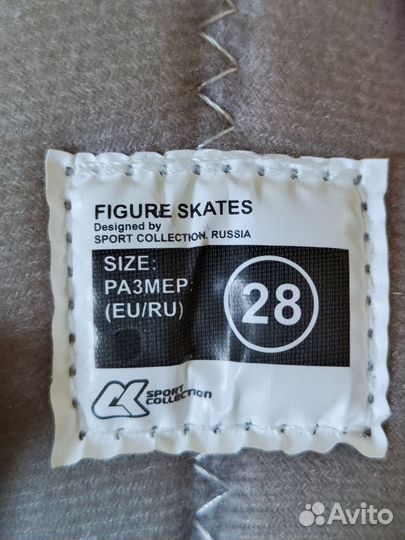 FIGURE SKATES
Designed by
SPORT COLLECTION. RUSSIA
SIZE:
РАЗМЕР:
(EU/RU)
28
SPORT
COLLECTION
Avito